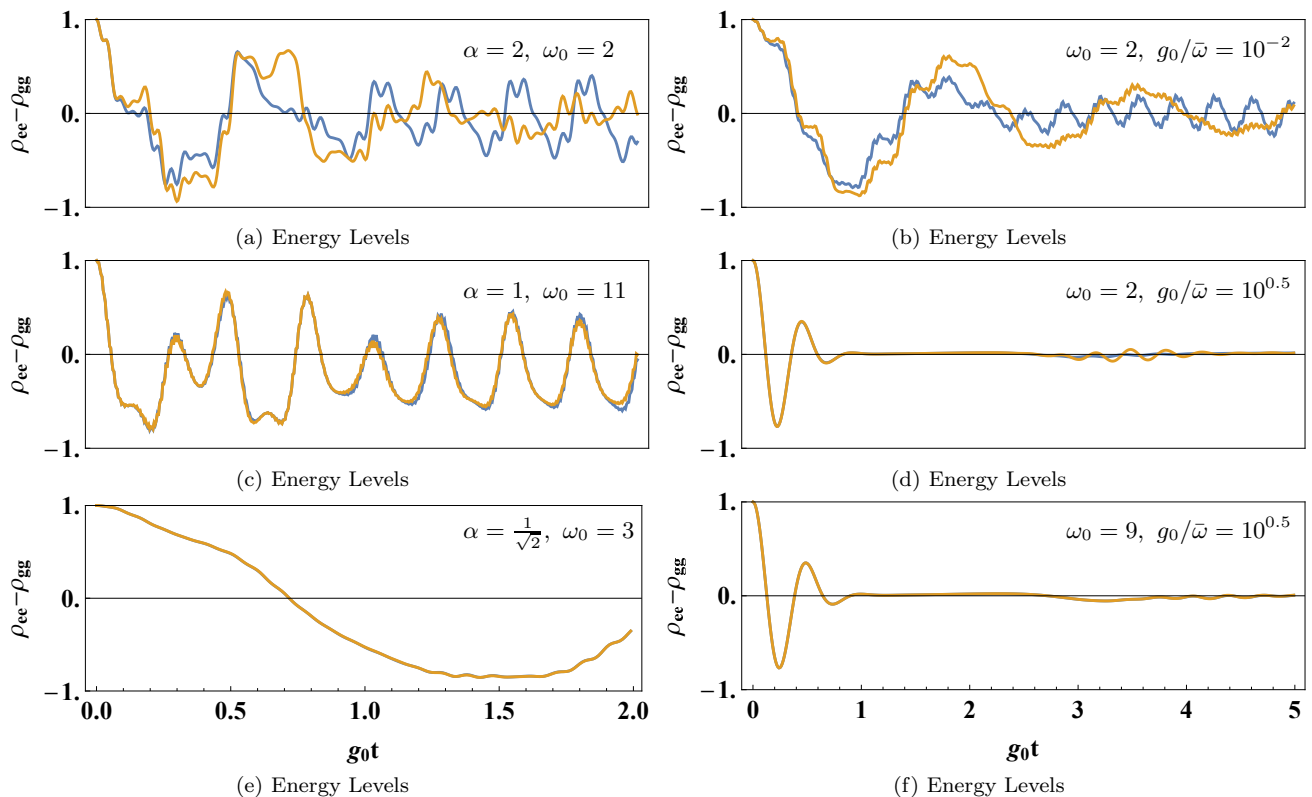 1.
0.
−1.
ρee−ρgg
α = 2, ω0 = 2
(a) Energy Levels
1.
0.
−1.
ρee−ρgg
ω0 = 2, g0/ω̄ = 10^−2
(b) Energy Levels
1.
0.
−1.
ρee−ρgg
α = 1, ω0 = 11
(c) Energy Levels
1.
0.
−1.
ρee−ρgg
ω0 = 2, g0/ω̄ = 10^0.5
(d) Energy Levels
1.
0.
−1.
ρee−ρgg
α = 1/√2, ω0 = 3
0.0 0.5 1.0 1.5 2.0
g0t
(e) Energy Levels
1.
0.
−1.
ρee−ρgg
ω0 = 9, g0/ω̄ = 10^0.5
0 1 2 3 4 5
g0t
(f) Energy Levels